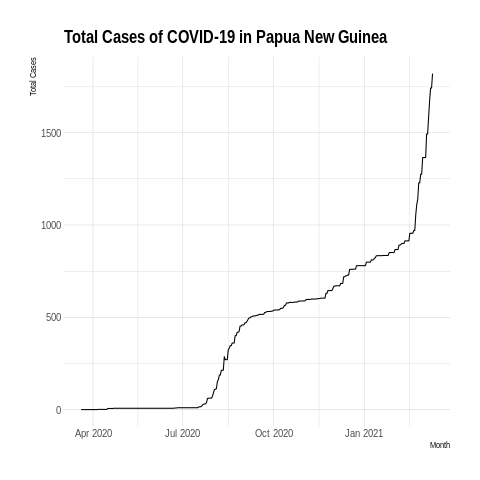 Total Cases of COVID-19 in Papua New Guinea
Total Cases
1500
1000
500
0
Apr 2020 Jul 2020 Oct 2020 Jan 2021
Month